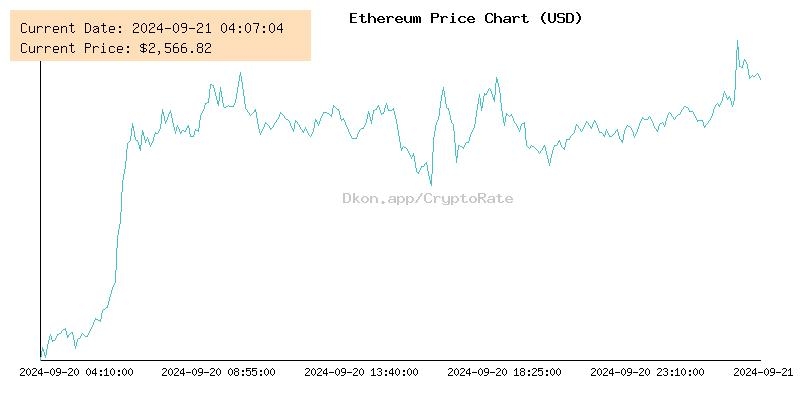 Ethereum Price Chart (USD)
Current Date: 2024-09-21 04:07:04
Current Price: $2,566.82
Dkon.app/CryptoRate
2024-09-20 04:10:00 2024-09-20 08:55:00 2024-09-20 13:40:00 2024-09-20 18:25:00 2024-09-20 23:10:00 2024-09-21